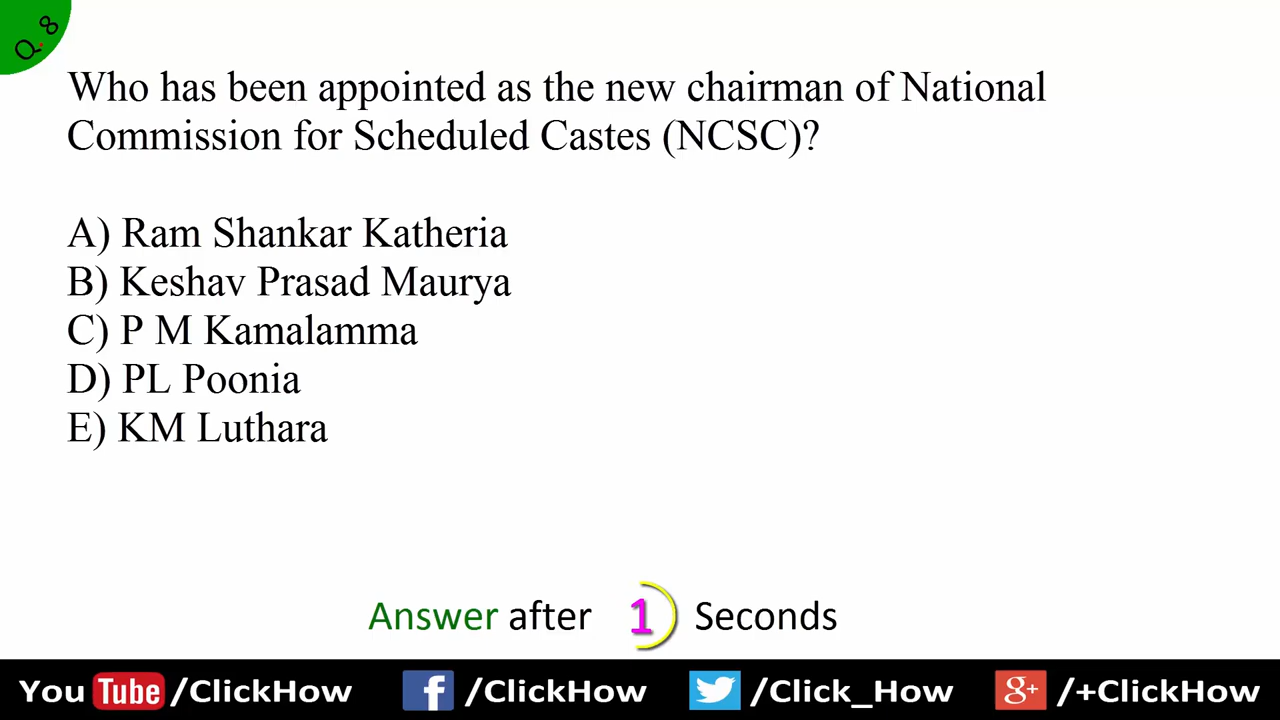 Q.8
Who has been appointed as the new chairman of National
Commission for Scheduled Castes (NCSC)?
A) Ram Shankar Katheria
B) Keshav Prasad Maurya
C) P M Kamalamma
D) PL Poonia
E) KM Luthara
Answer after 1 Seconds
You Tube /ClickHow f /ClickHow /Click_How g+ /+ClickHow